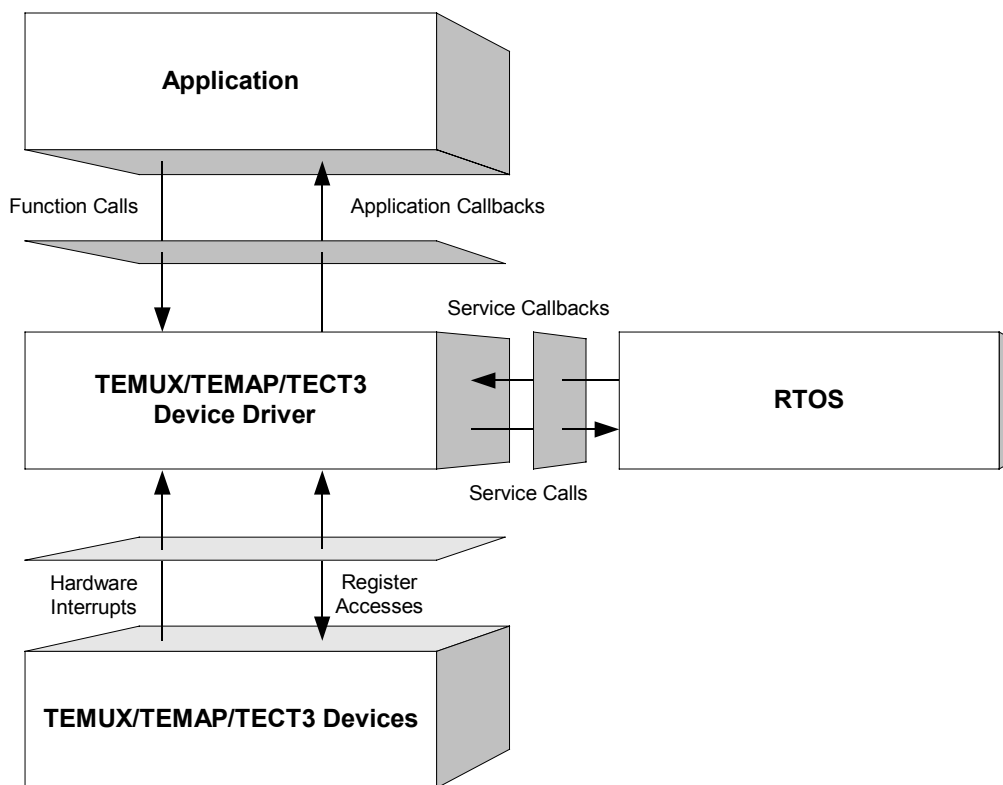 Application
Function Calls
Application Callbacks
Service Callbacks
TEMUX/TEMAP/TECT3
Device Driver
RTOS
Service Calls
Hardware
Interrupts
Register
Accesses
TEMUX/TEMAP/TECT3 Devices